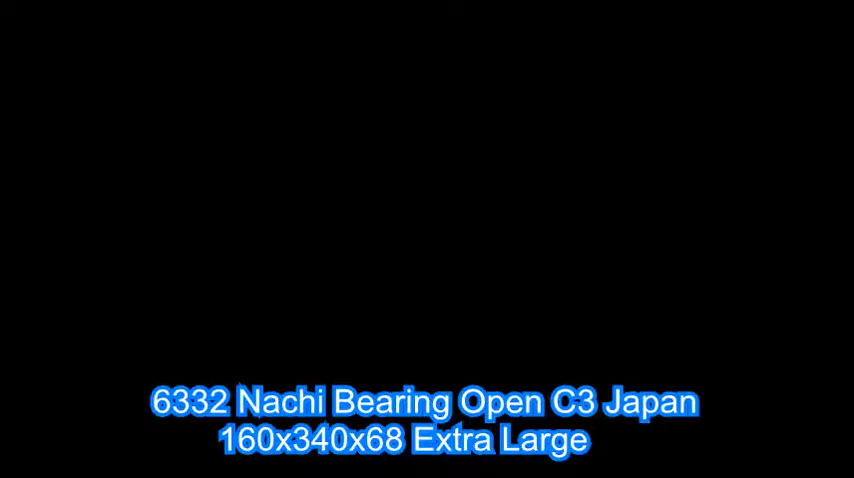 6332 Nachi Bearing Open C3 Japan
160x340x68 Extra Large